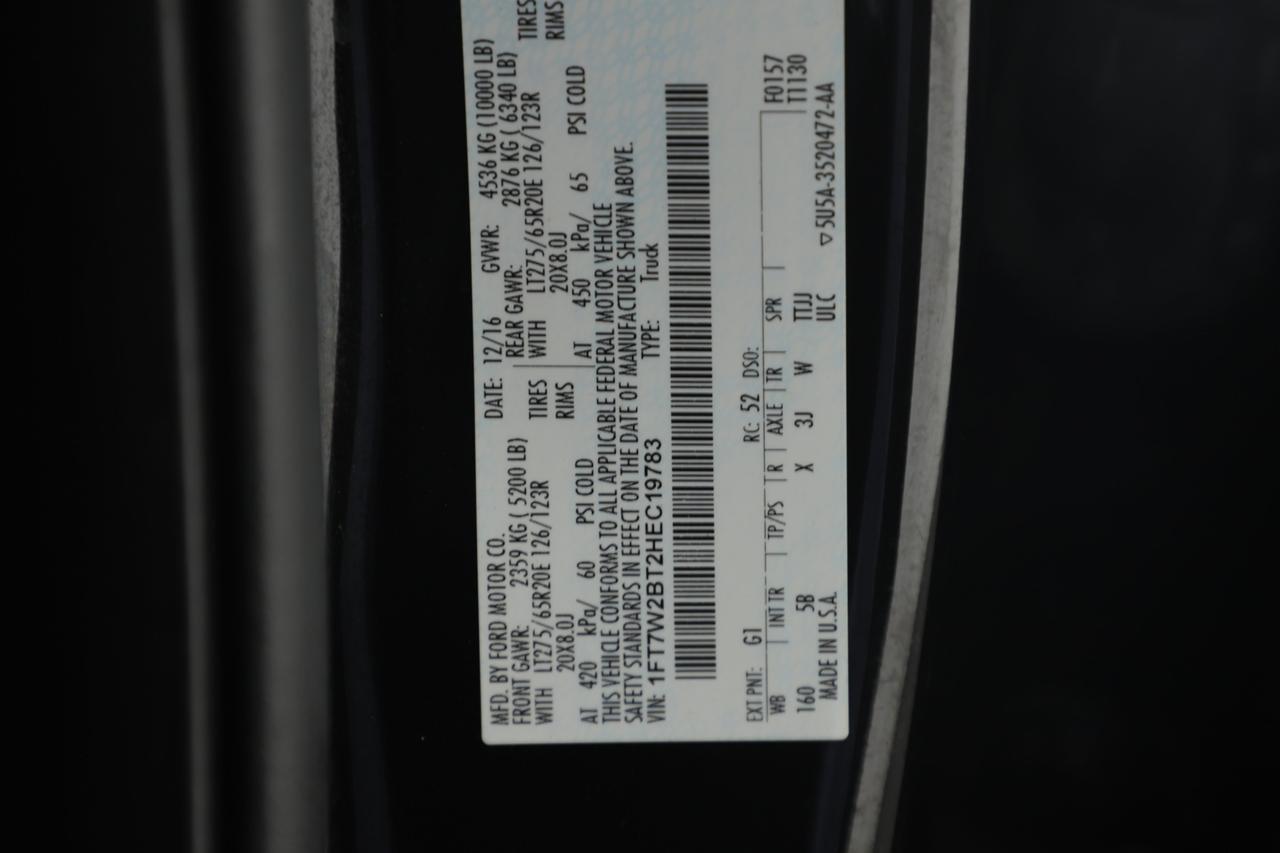 MFD. BY FORD MOTOR CO. DATE: 12/16 GVWR: 4536 KG (10000 LB)
FRONT GAWR: 2359 KG ( 5200 LB) REAR GAWR: 2876 KG ( 6340 LB)
WITH LT275/65R20E 126/123R TIRES WITH LT275/65R20E 126/123R TIRES
20X8.0J RIMS 20X8.0J RIMS
AT 420 kPa/ 60 PSI COLD AT 450 kPa/ 65 PSI COLD
THIS VEHICLE CONFORMS TO ALL APPLICABLE FEDERAL MOTOR VEHICLE
SAFETY STANDARDS IN EFFECT ON THE DATE OF MANUFACTURE SHOWN ABOVE.
VIN: 1FT7W2BT2HEC19783 TYPE: Truck
EXT PNT: G1 RC: 52 DSO: F0157
WB INT TR TP/PS R AXLE TR SPR T1130
160 5B X 3J W TTJJ
MADE IN U.S.A. ULC ▽5U5A-3520472-AA